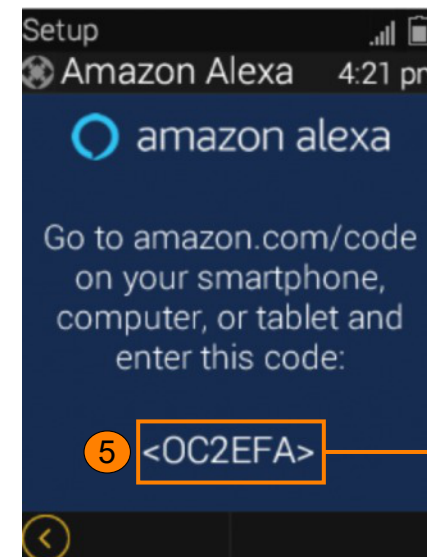 Setup
Amazon Alexa 4:21 pm
amazon alexa
Go to amazon.com/code
on your smartphone,
computer, or tablet and
enter this code:
5 <OC2EFA>